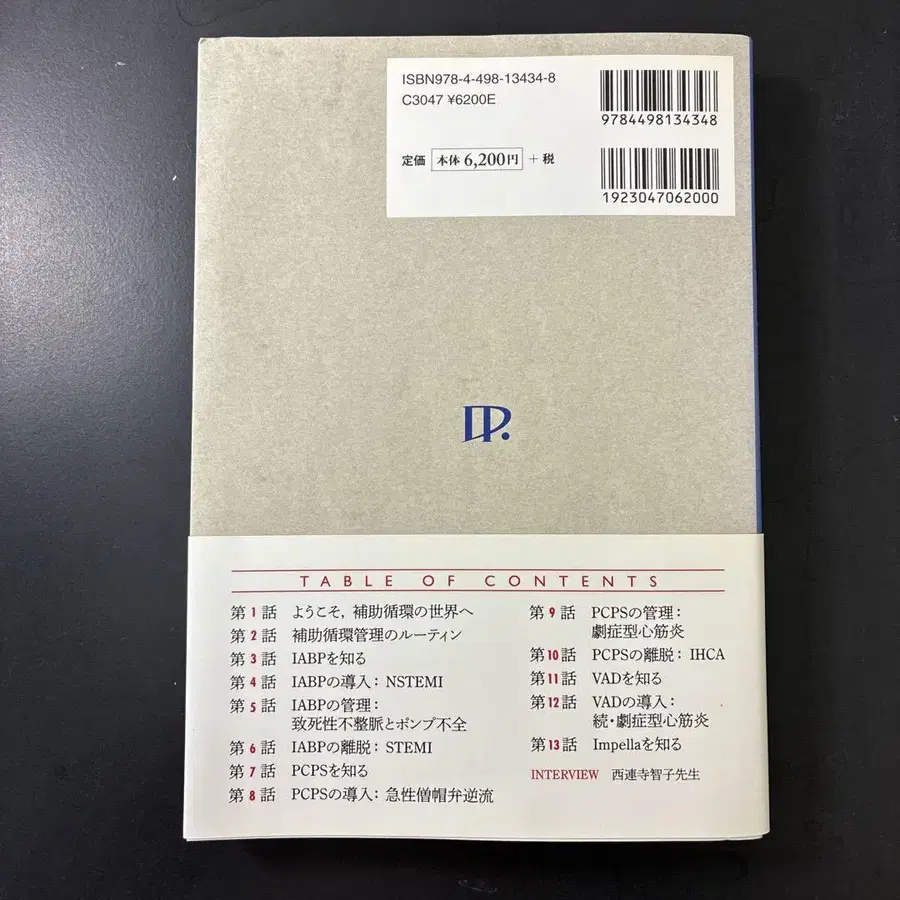 ISBN978-4-498-13434-8
C3047 ¥6200E
9784498134348
定価 本体 6,200円 + 税
1923047062000
TABLE OF CONTENTS
第1話 ようこそ, 補助循環の世界へ
第2話 補助循環管理のルーティン
第3話 IABPを知る
第4話 IABPの導入: NSTEMI
第5話 IABPの管理:
致死性不整脈とポンプ不全
第6話 IABPの離脱: STEMI
第7話 PCPSを知る
第8話 PCPSの導入: 急性僧帽弁逆流
第9話 PCPSの管理:
劇症型心筋炎
第10話 PCPSの離脱: IHCA
第11話 VADを知る
第12話 VADの導入:
続・劇症型心筋炎
第13話 Impellaを知る
INTERVIEW 西連寺智子先生